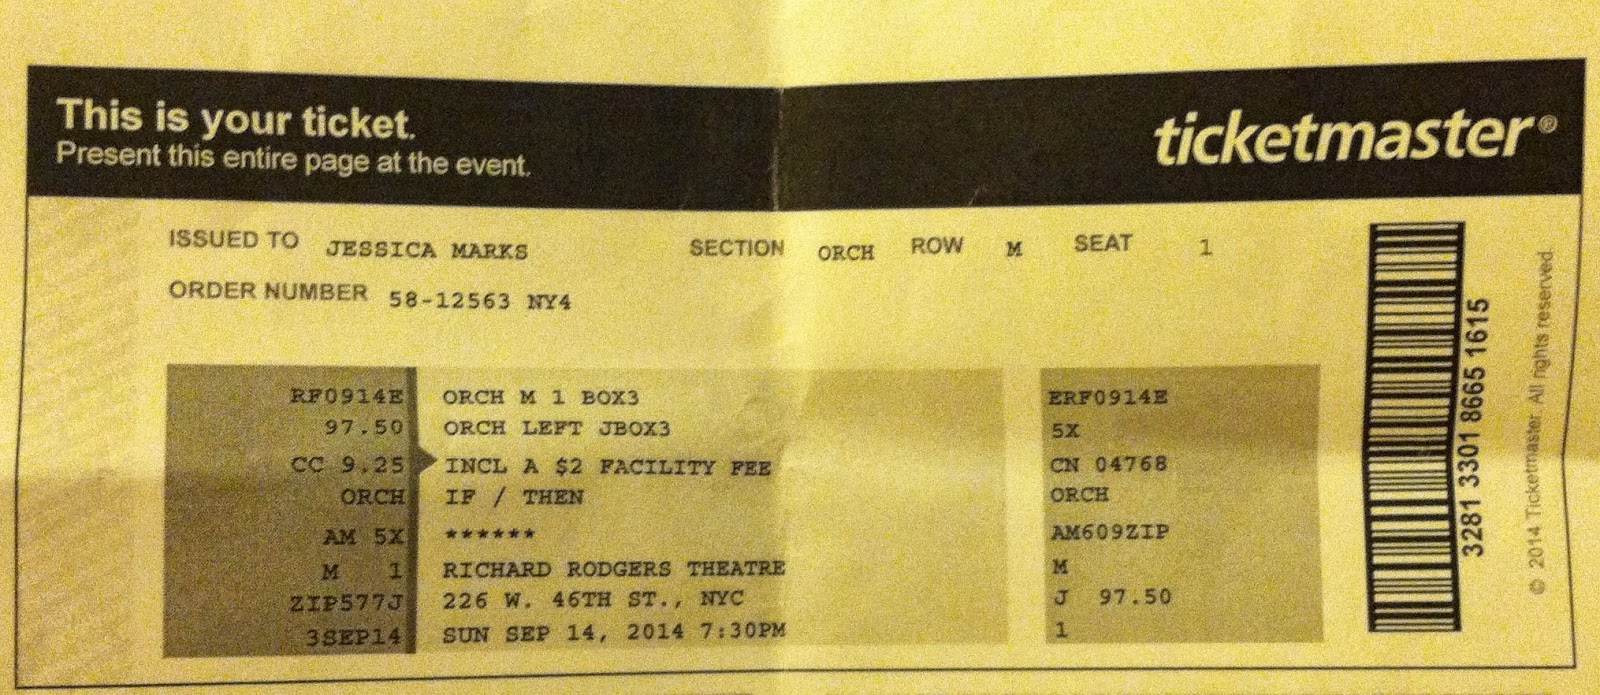 This is your ticket.
Present this entire page at the event.
ticketmaster®
ISSUED TO JESSICA MARKS SECTION ORCH ROW M SEAT 1
ORDER NUMBER 58-12563 NY4
RF0914E ORCH M 1 BOX3 ERF0914E
97.50 ORCH LEFT JBOX3 5X
CC 9.25 INCL A $2 FACILITY FEE CN 04768
ORCH IF / THEN ORCH
AM 5X ****** AM609ZIP
M 1 RICHARD RODGERS THEATRE M
ZIP577J 226 W. 46TH ST., NYC J 97.50
3SEP14 SUN SEP 14, 2014 7:30PM 1
3281 3301 8665 1615
© 2014 Ticketmaster. All rights reserved.